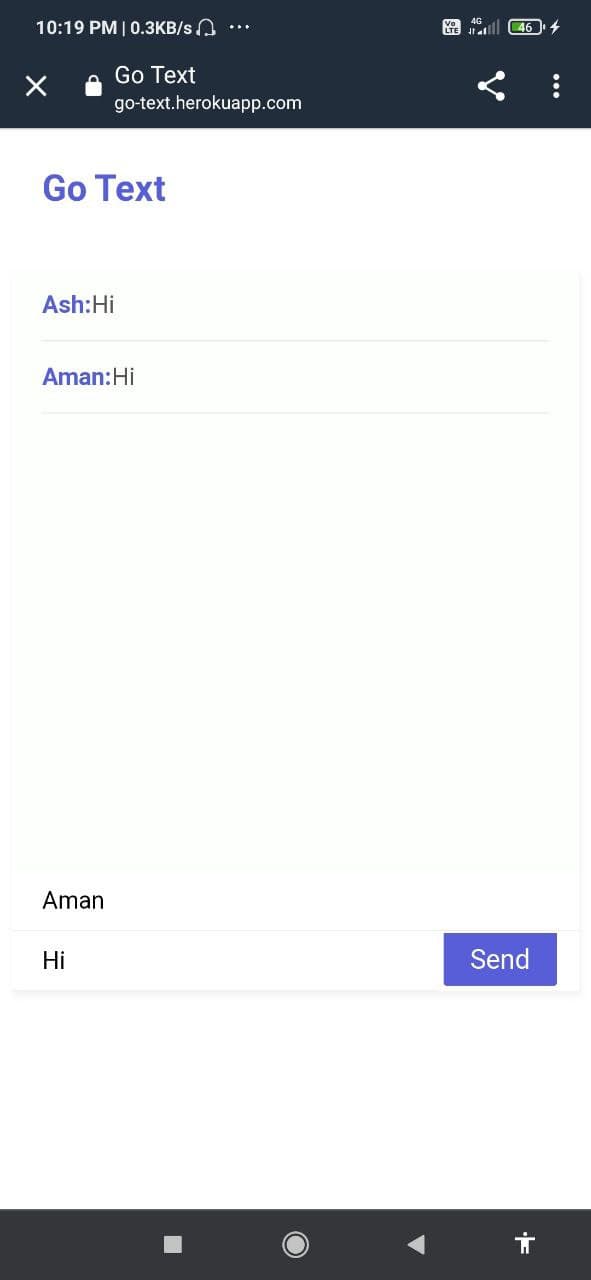 10:19 PM | 0.3KB/s ...
Vo LTE 4G 46
Go Text
go-text.herokuapp.com
Go Text
Ash:Hi
Aman:Hi
Aman
Hi
Send